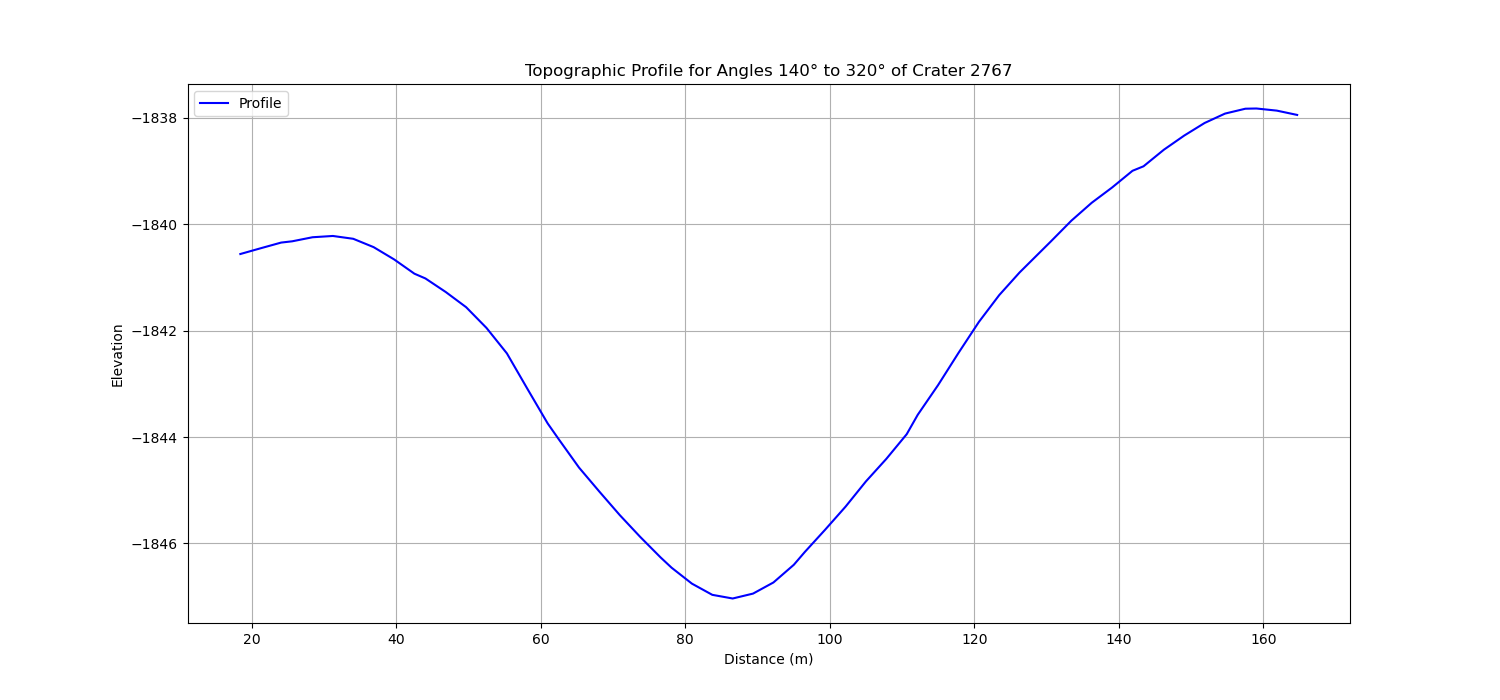 Topographic Profile for Angles 140° to 320° of Crater 2767
Profile
−1838
−1840
−1842
−1844
−1846
Elevation
20 40 60 80 100 120 140 160
Distance (m)